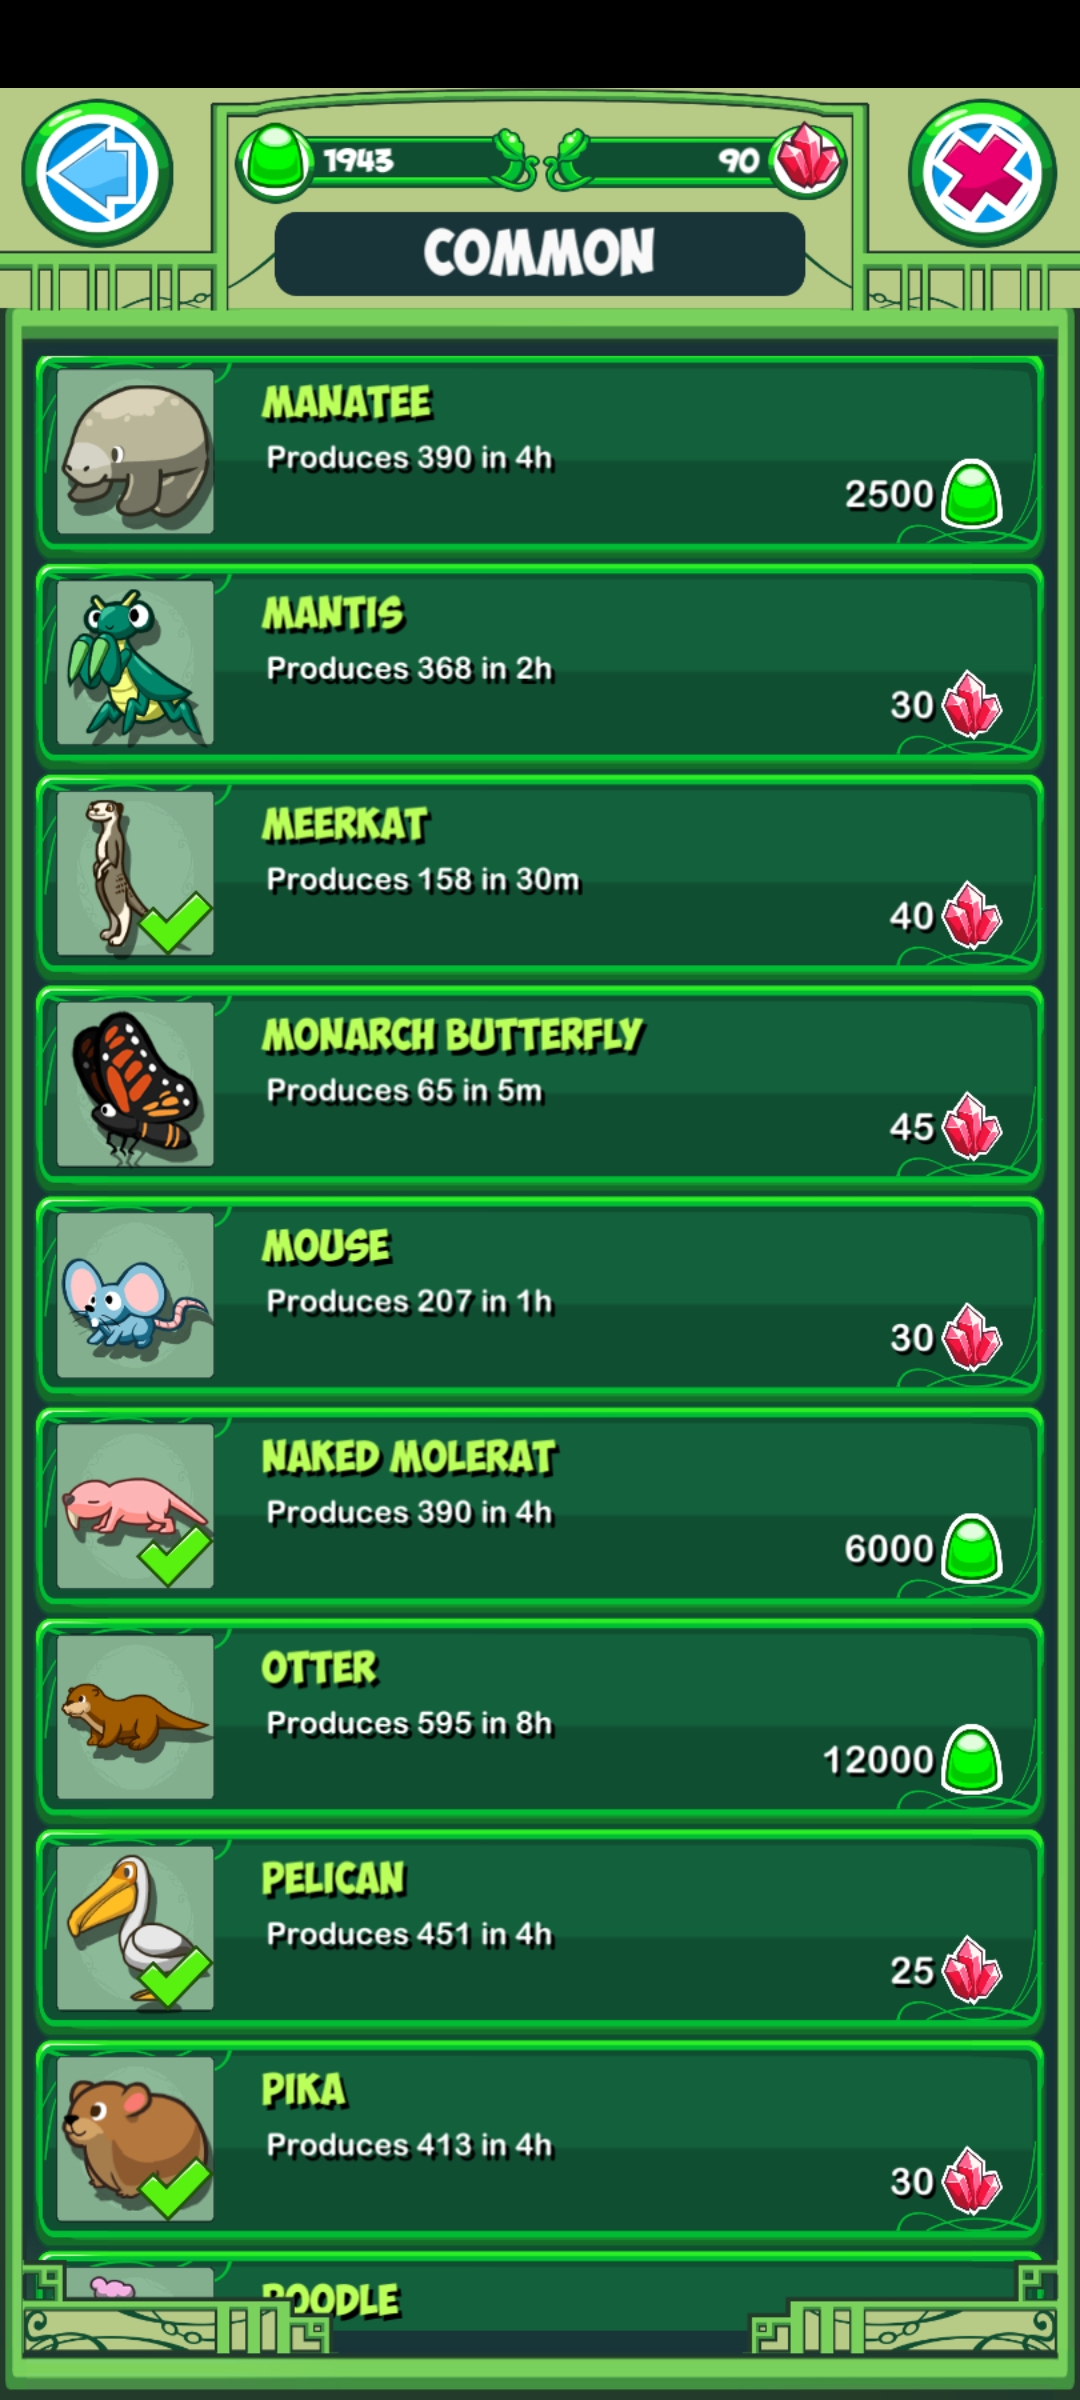 1943
90
COMMON
MANATEE
Produces 390 in 4h
2500
MANTIS
Produces 368 in 2h
30
MEERKAT
Produces 158 in 30m
40
MONARCH BUTTERFLY
Produces 65 in 5m
45
MOUSE
Produces 207 in 1h
30
NAKED MOLERAT
Produces 390 in 4h
6000
OTTER
Produces 595 in 8h
12000
PELICAN
Produces 451 in 4h
25
PIKA
Produces 413 in 4h
30
POODLE